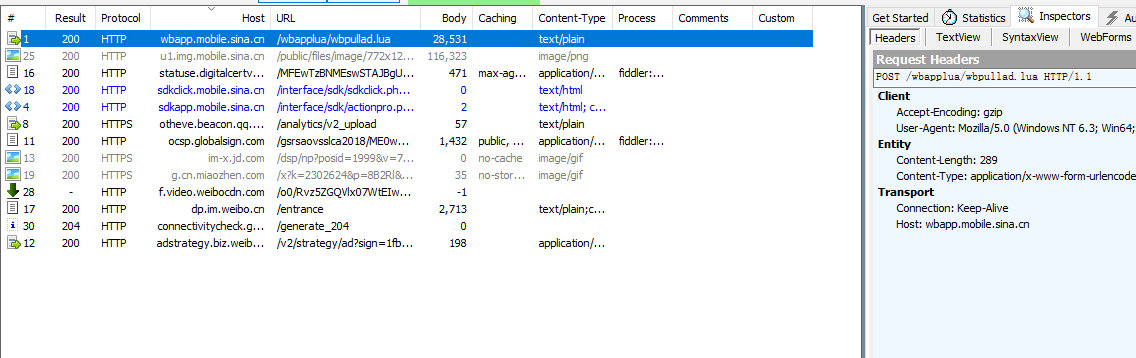 # Result Protocol Host URL Body Caching Content-Type Process Comments Custom
1 200 HTTP wbapp.mobile.sina.cn /wbapplua/wbpullad.lua 28,531 text/plain
25 200 HTTP u1.img.mobile.sina.cn /public/files/image/772x12... 116,323 image/png
16 200 HTTP statuse.digitalcertv... /MFEwTzBNMEswSTAJBgU... 471 max-ag... application/... fiddler:...
18 200 HTTP sdkclick.mobile.sina.cn /interface/sdk/sdkclick.ph... 0 text/html
4 200 HTTP sdkapp.mobile.sina.cn /interface/sdk/actionpro.p... 2 text/html; c...
8 200 HTTPS otheve.beacon.qq.... /analytics/v2_upload 57 text/plain
11 200 HTTP ocsp.globalsign.com /gsrsaovsslca2018/ME0w... 1,432 public, ... application/... fiddler:...
13 200 HTTPS im-x.jd.com /dsp/np?posid=1999&v=7... 0 no-cache image/gif
19 200 HTTPS g.cn.miaozhen.com /x?k=2302624&p=8B2Rl&... 35 no-stor... image/gif
28 - HTTP f.video.weibocdn.com /o0/Rvz5ZGQVlx07WtEIw... -1
17 200 HTTP dp.im.weibo.cn /entrance 2,713 text/plain;c...
30 204 HTTP connectivitycheck.g... /generate_204 0
12 200 HTTP adstrategy.biz.weib... /v2/strategy/ad?sign=1fb... 198 application/...
Get Started Statistics Inspectors Au
Headers TextView SyntaxView WebForms
Request Headers
POST /wbapplua/wbpullad.lua HTTP/1.1
Client
Accept-Encoding: gzip
User-Agent: Mozilla/5.0 (Windows NT 6.3; Win64;
Entity
Content-Length: 289
Content-Type: application/x-www-form-urlencode
Transport
Connection: Keep-Alive
Host: wbapp.mobile.sina.cn